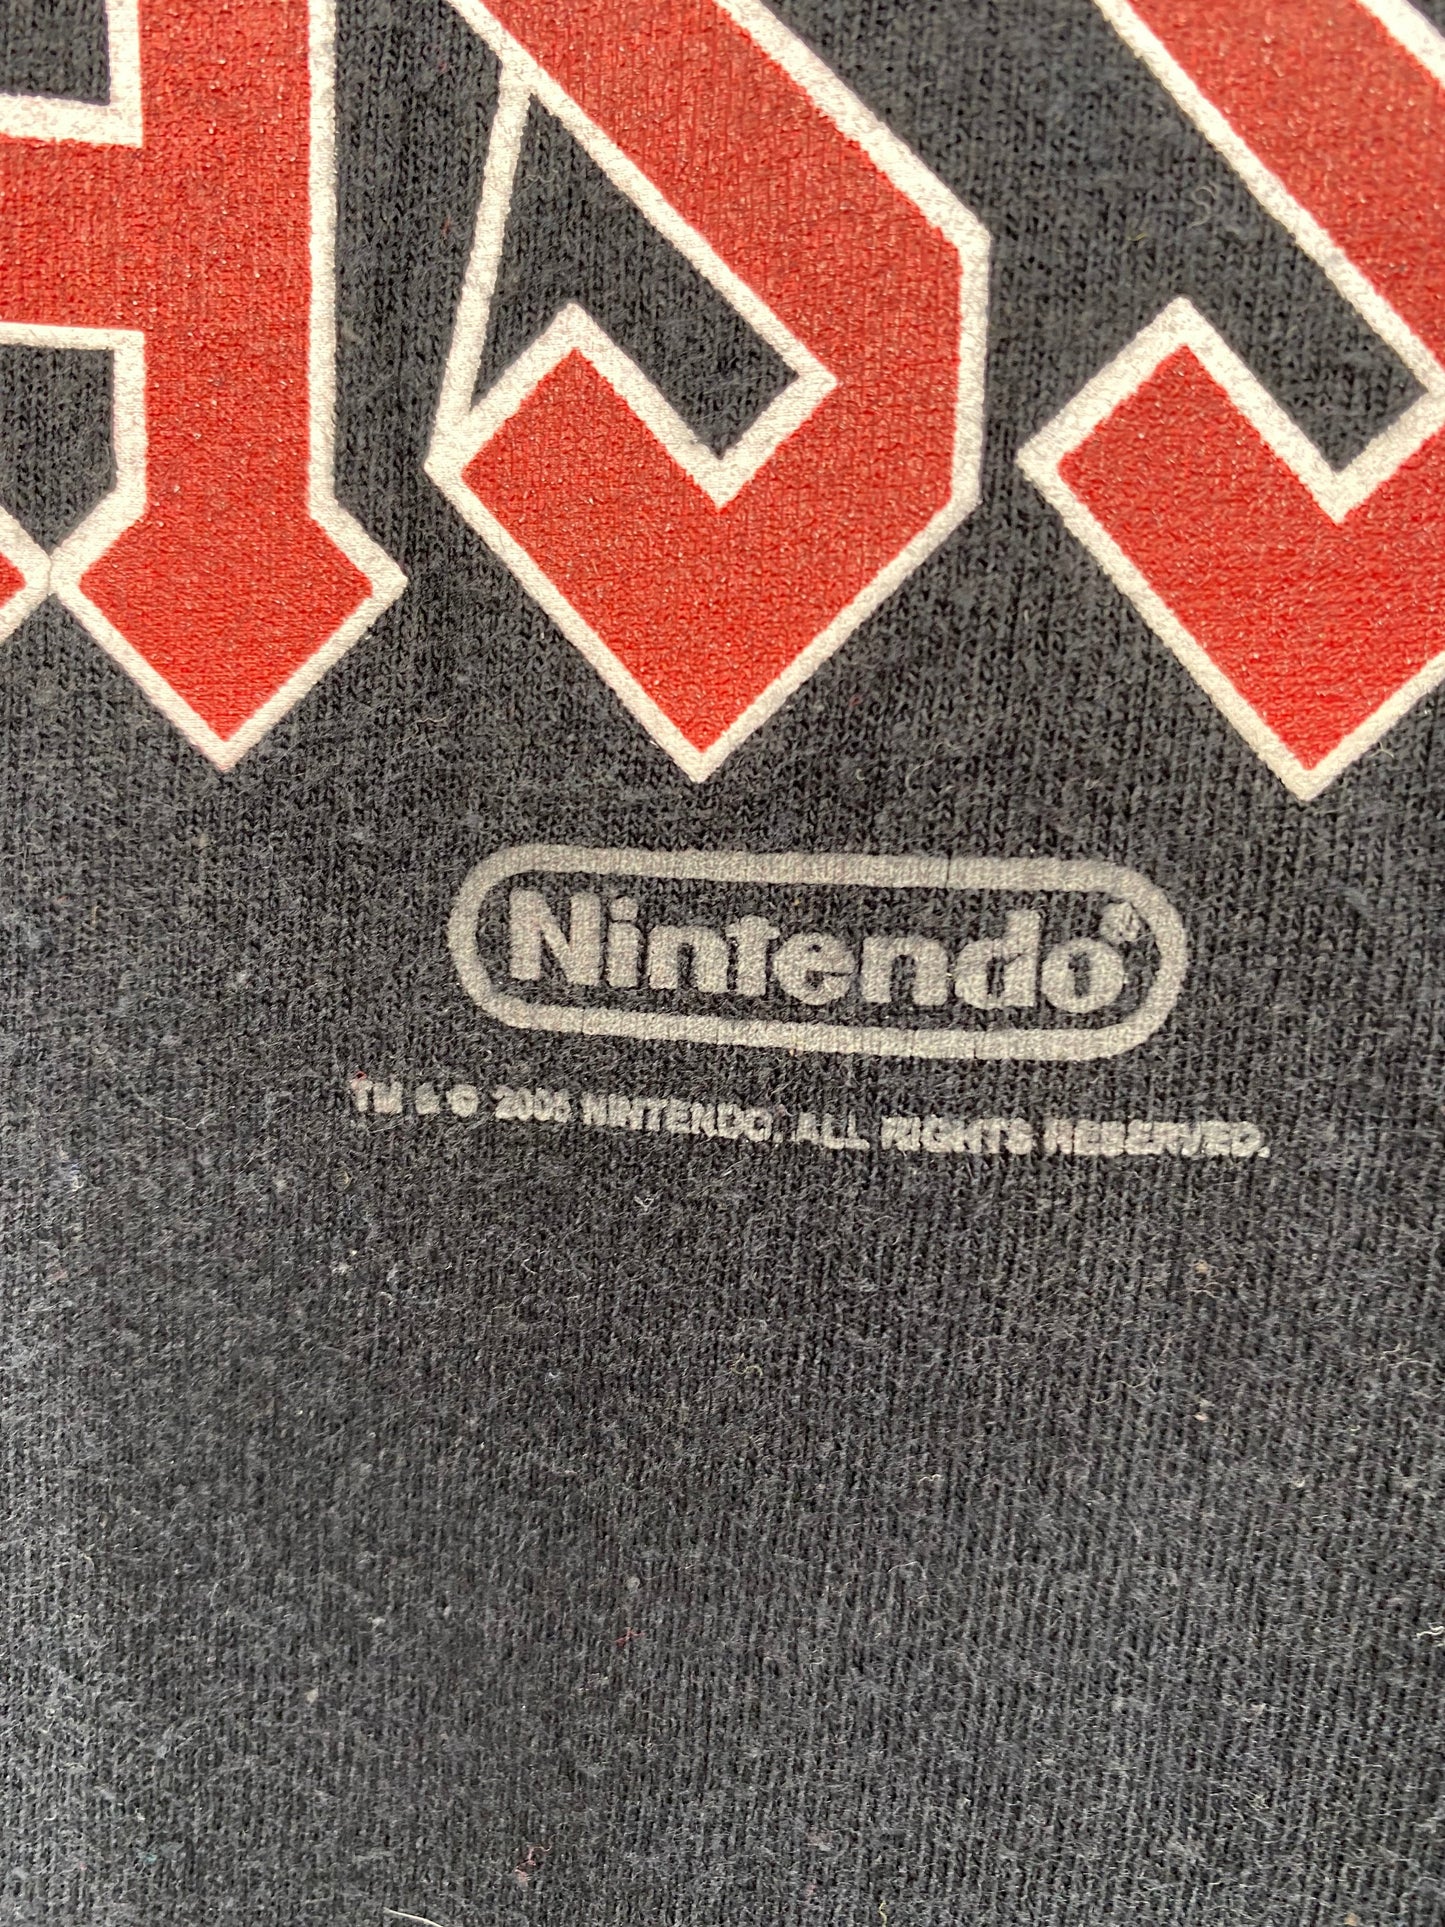 Nintendo®
TM & © 2005 NINTENDO. ALL RIGHTS RESERVED.